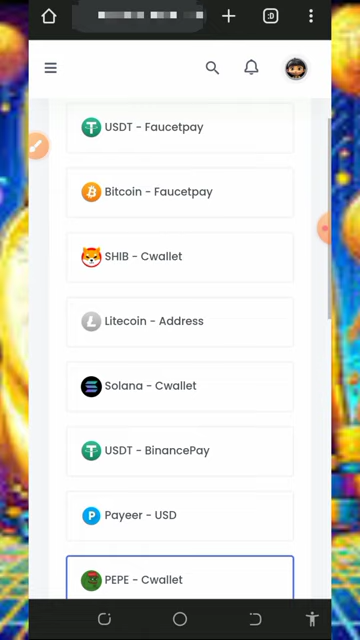 :D
USDT - Faucetpay
Bitcoin - Faucetpay
SHIB - Cwallet
Litecoin - Address
Solana - Cwallet
USDT - BinancePay
Payeer - USD
PEPE - Cwallet